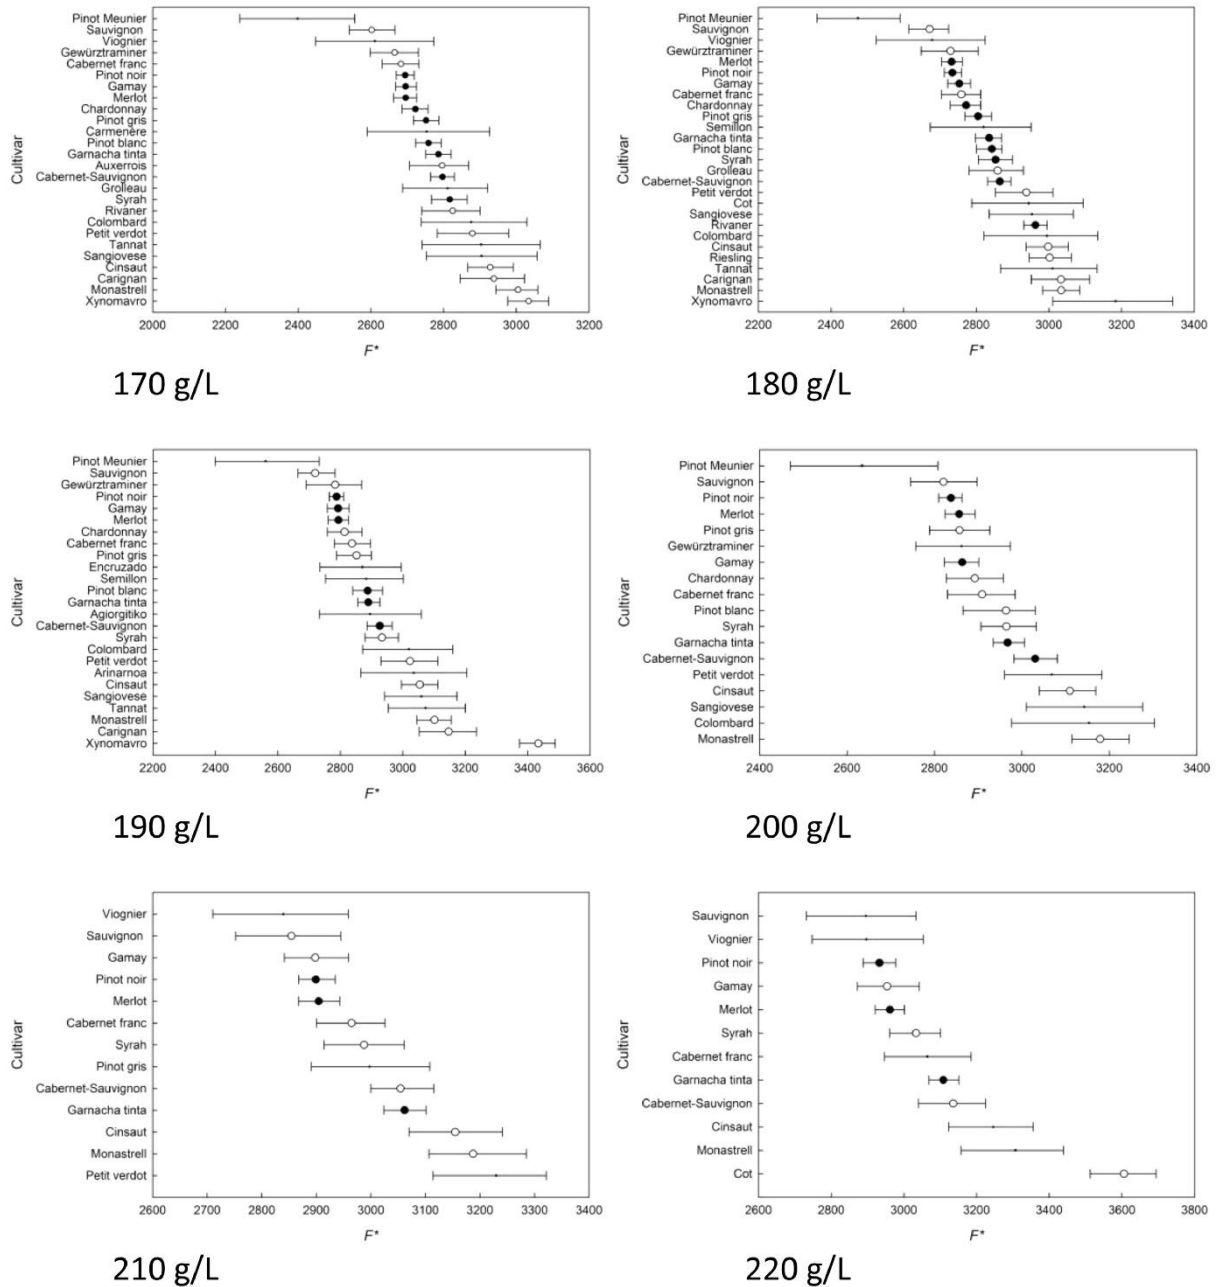 Cultivar
Pinot Meunier
Sauvignon
Viognier
Gewürztraminer
Cabernet franc
Pinot noir
Gamay
Merlot
Chardonnay
Pinot gris
Carmenère
Pinot blanc
Garnacha tinta
Auxerrois
Cabernet-Sauvignon
Grolleau
Syrah
Rivaner
Colombard
Petit verdot
Tannat
Sangiovese
Cinsaut
Carignan
Monastrell
Xynomavro
2000 2200 2400 2600 2800 3000 3200
F*
170 g/L
Cultivar
Pinot Meunier
Sauvignon
Viognier
Gewürztraminer
Merlot
Pinot noir
Gamay
Cabernet franc
Chardonnay
Pinot gris
Semillon
Garnacha tinta
Pinot blanc
Syrah
Grolleau
Cabernet-Sauvignon
Petit verdot
Cot
Sangiovese
Rivaner
Colombard
Cinsaut
Riesling
Tannat
Carignan
Monastrell
Xynomavro
2200 2400 2600 2800 3000 3200 3400
F*
180 g/L
Cultivar
Pinot Meunier
Sauvignon
Gewürztraminer
Pinot noir
Gamay
Merlot
Chardonnay
Cabernet franc
Pinot gris
Encruzado
Semillon
Pinot blanc
Garnacha tinta
Agiorgitiko
Cabernet-Sauvignon
Syrah
Colombard
Petit verdot
Arinarnoa
Cinsaut
Sangiovese
Tannat
Monastrell
Carignan
Xynomavro
2200 2400 2600 2800 3000 3200 3400 3600
F*
190 g/L
Cultivar
Pinot Meunier
Sauvignon
Pinot noir
Merlot
Pinot gris
Gewürztraminer
Gamay
Chardonnay
Cabernet franc
Pinot blanc
Syrah
Garnacha tinta
Cabernet-Sauvignon
Petit verdot
Cinsaut
Sangiovese
Colombard
Monastrell
2400 2600 2800 3000 3200 3400
F*
200 g/L
Cultivar
Viognier
Sauvignon
Gamay
Pinot noir
Merlot
Cabernet franc
Syrah
Pinot gris
Cabernet-Sauvignon
Garnacha tinta
Cinsaut
Monastrell
Petit verdot
2600 2700 2800 2900 3000 3100 3200 3300 3400
F*
210 g/L
Cultivar
Sauvignon
Viognier
Pinot noir
Gamay
Merlot
Syrah
Cabernet franc
Garnacha tinta
Cabernet-Sauvignon
Cinsaut
Monastrell
Cot
2600 2800 3000 3200 3400 3600 3800
F*
220 g/L